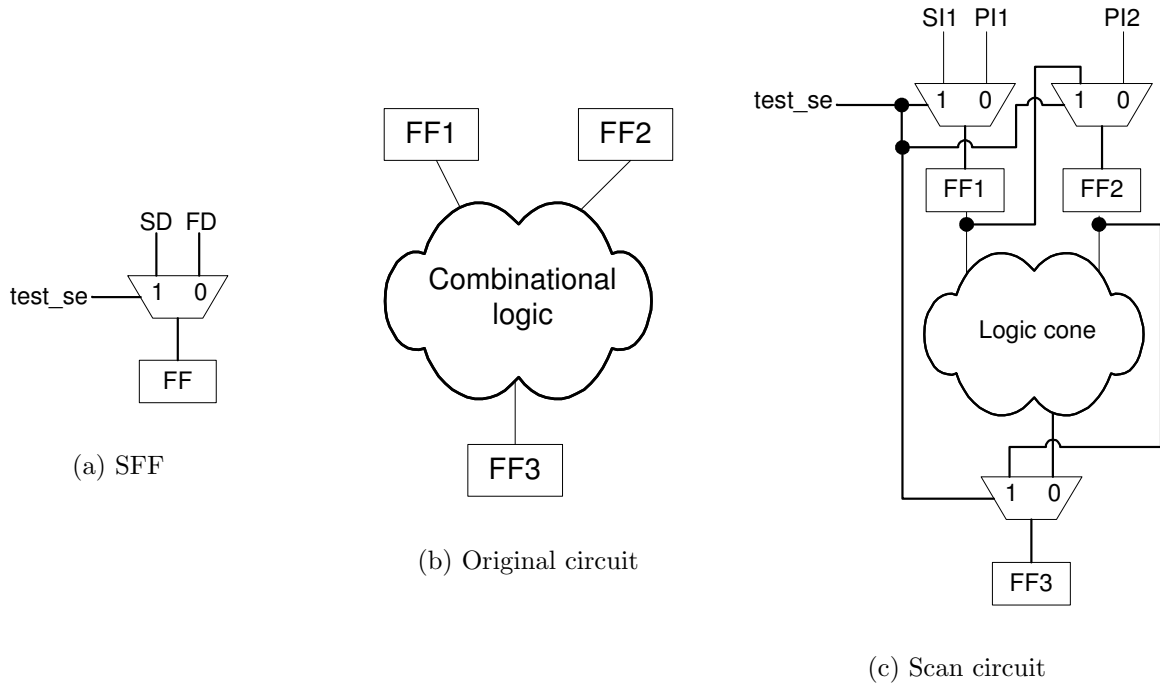 SD FD
test_se
1 0
FF
(a) SFF
FF1 FF2
Combinational
logic
FF3
(b) Original circuit
SI1 PI1 PI2
test_se
1 0 1 0
FF1 FF2
Logic cone
1 0
FF3
(c) Scan circuit